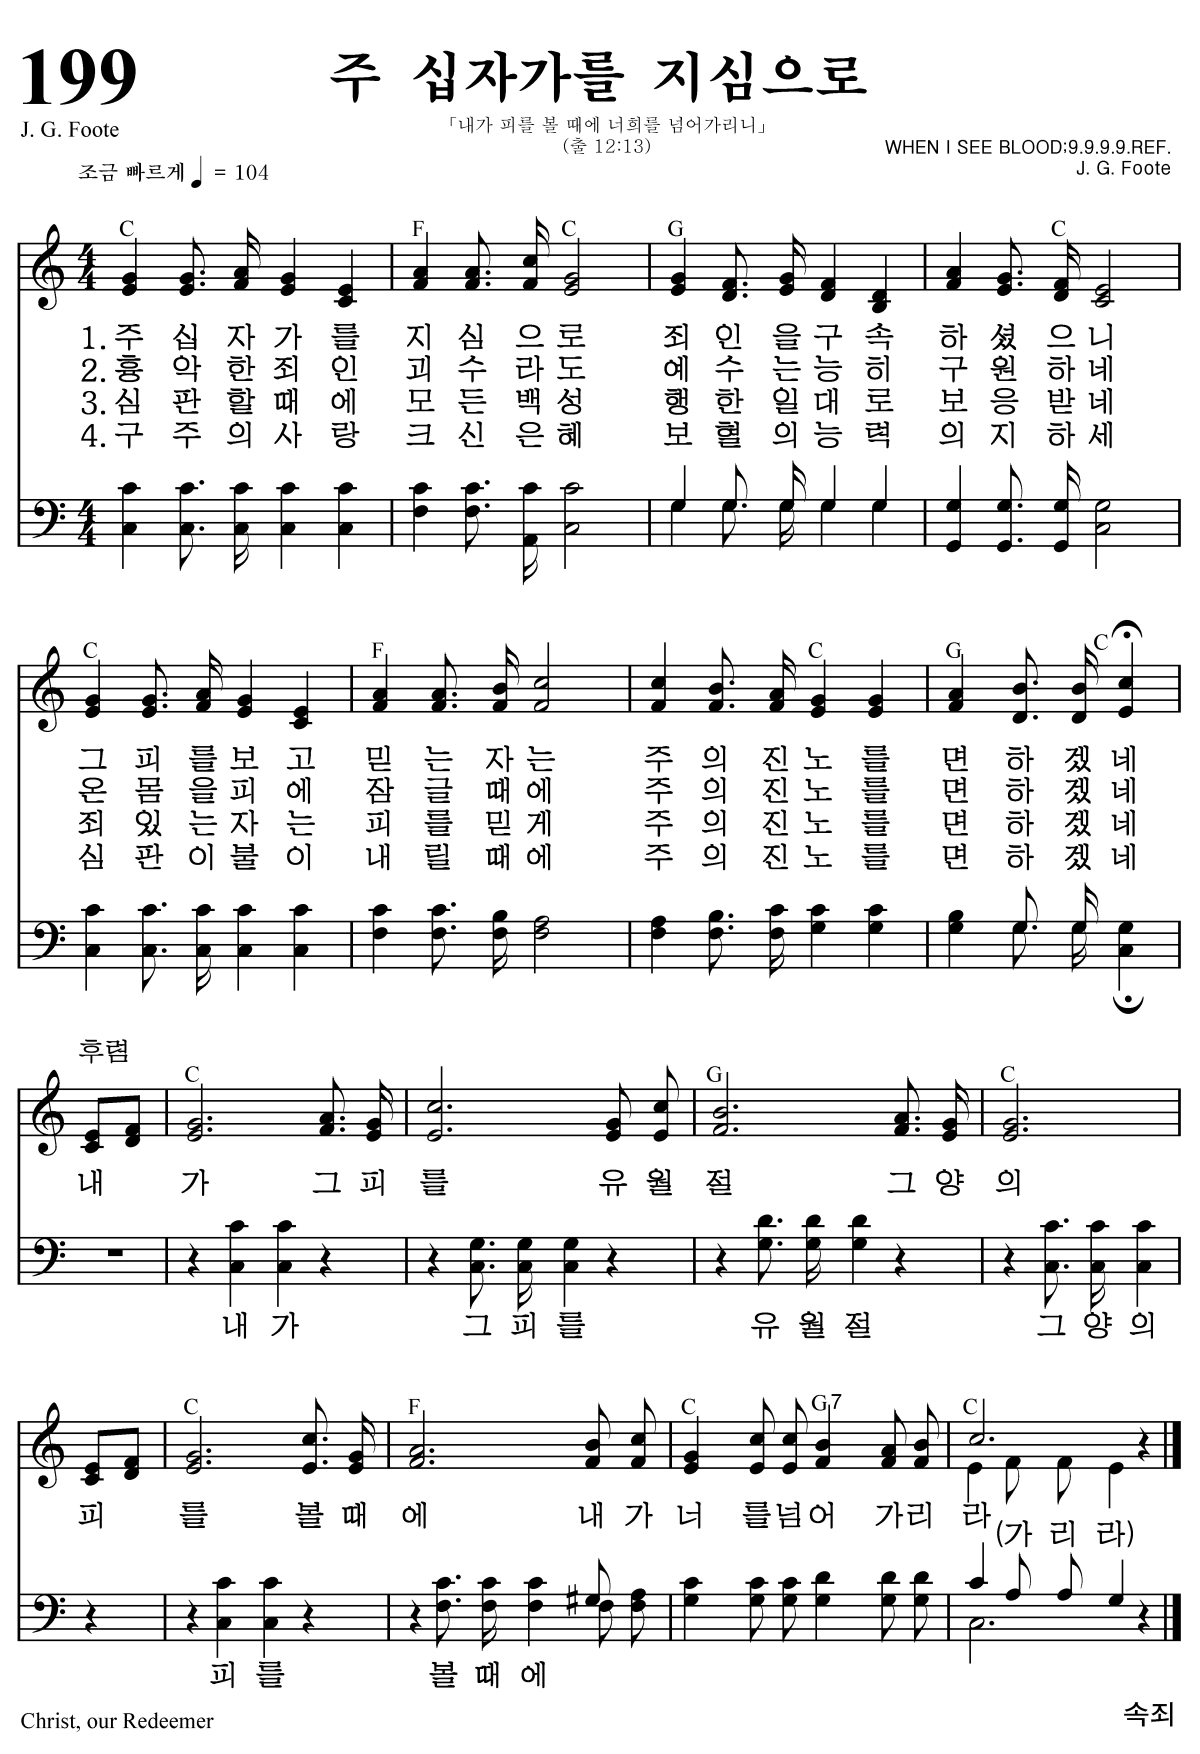 199
주 십자가를 지심으로
「내가 피를 볼 때에 너희를 넘어가리니」
(출 12:13)
J. G. Foote
WHEN I SEE BLOOD;9.9.9.9.REF.
J. G. Foote
조금 빠르게 ♩ = 104
C F C G C
1. 주 십 자 가 를 지 심 으 로 죄 인 을 구 속 하 셨 으 니
2. 흉 악 한 죄 인 괴 수 라 도 예 수 는 능 히 구 원 하 네
3. 심 판 할 때 에 모 든 백 성 행 한 일 대 로 보 응 받 네
4. 구 주 의 사 랑 크 신 은 혜 보 혈 의 능 력 의 지 하 세
C F C G C
그 피 를 보 고 믿 는 자 는 주 의 진 노 를 면 하 겠 네
온 몸 을 피 에 잠 글 때 에 주 의 진 노 를 면 하 겠 네
죄 있 는 자 는 피 를 믿 게 주 의 진 노 를 면 하 겠 네
심 판 이 불 이 내 릴 때 에 주 의 진 노 를 면 하 겠 네
후렴
C G C
내 가 그 피 를 유 월 절 그 양 의
내 가 그 피 를 유 월 절 그 양 의
C F C G7 C
피 를 볼 때 에 내 가 너 를 넘 어 가 리 라
(가 리 라)
피 를 볼 때 에
Christ, our Redeemer
속죄